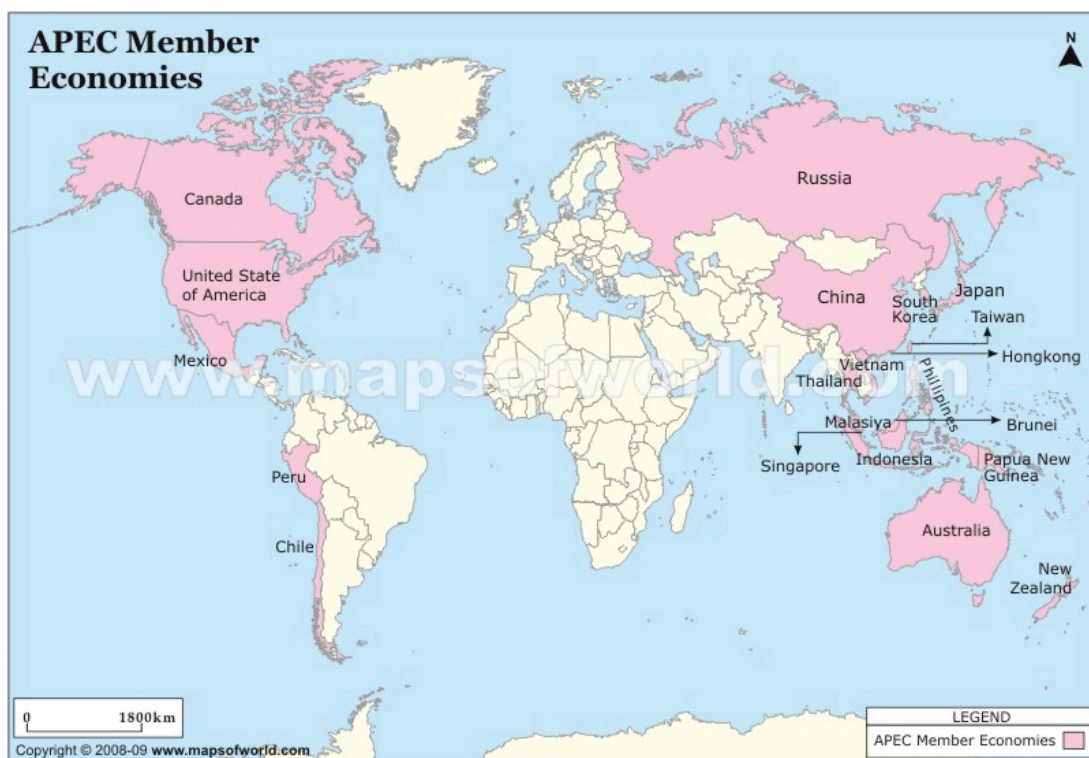 APEC Member
Economies
N
Canada
Russia
United State
of America
China
South
Korea
Japan
Taiwan
Mexico
Vietnam
Hongkong
www.mapsofworld.com
Thailand
Phillipines
Malasiya
Brunei
Singapore
Indonesla
Papua New
Guinea
Peru
Australia
Chile
New
Zealand
0 1800km
LEGEND
APEC Member Economies
Copyright © 2008-09 www.mapsofworld.com